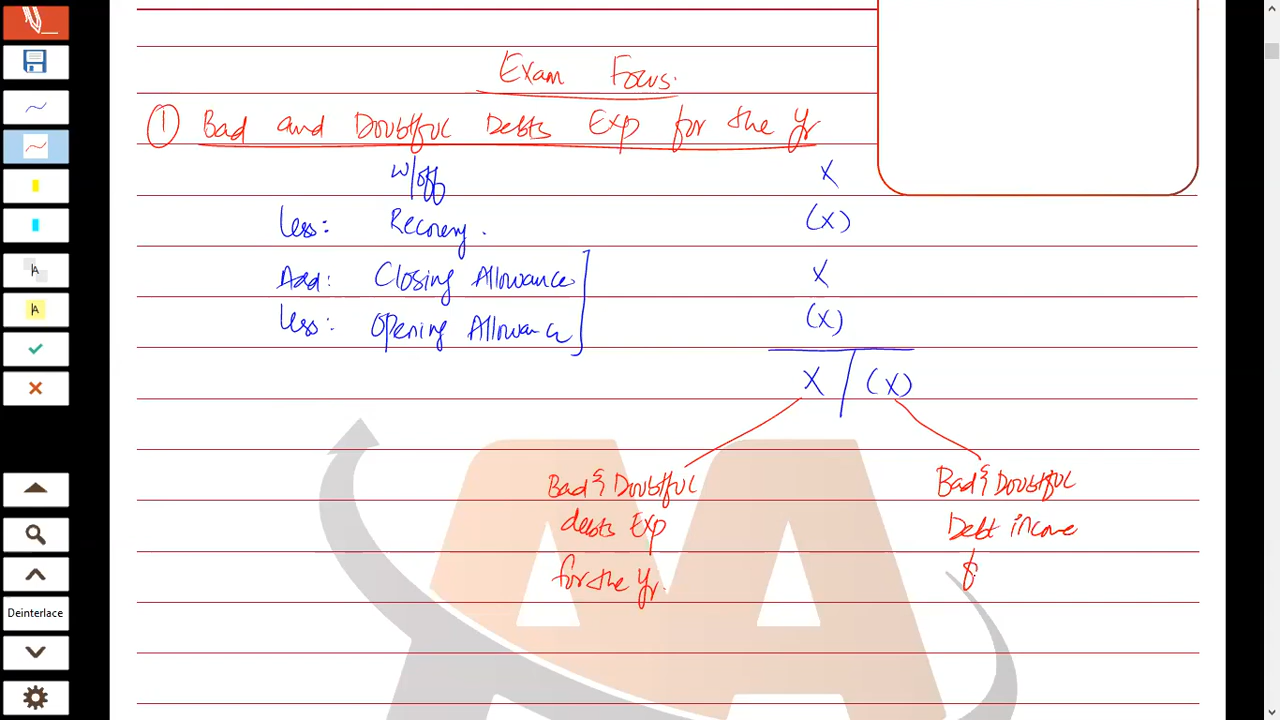 Exam Focus.
① Bad and Doubtful Debts Exp for the Yr
w/off X
less: Recovery. (X)
Add: Closing Allowance X
less: Opening Allowance (X)
X (X)
Bad & Doubtful Bad & Doubtful
debts Exp Debt income
for the Yr.
A
A
Deinterlace